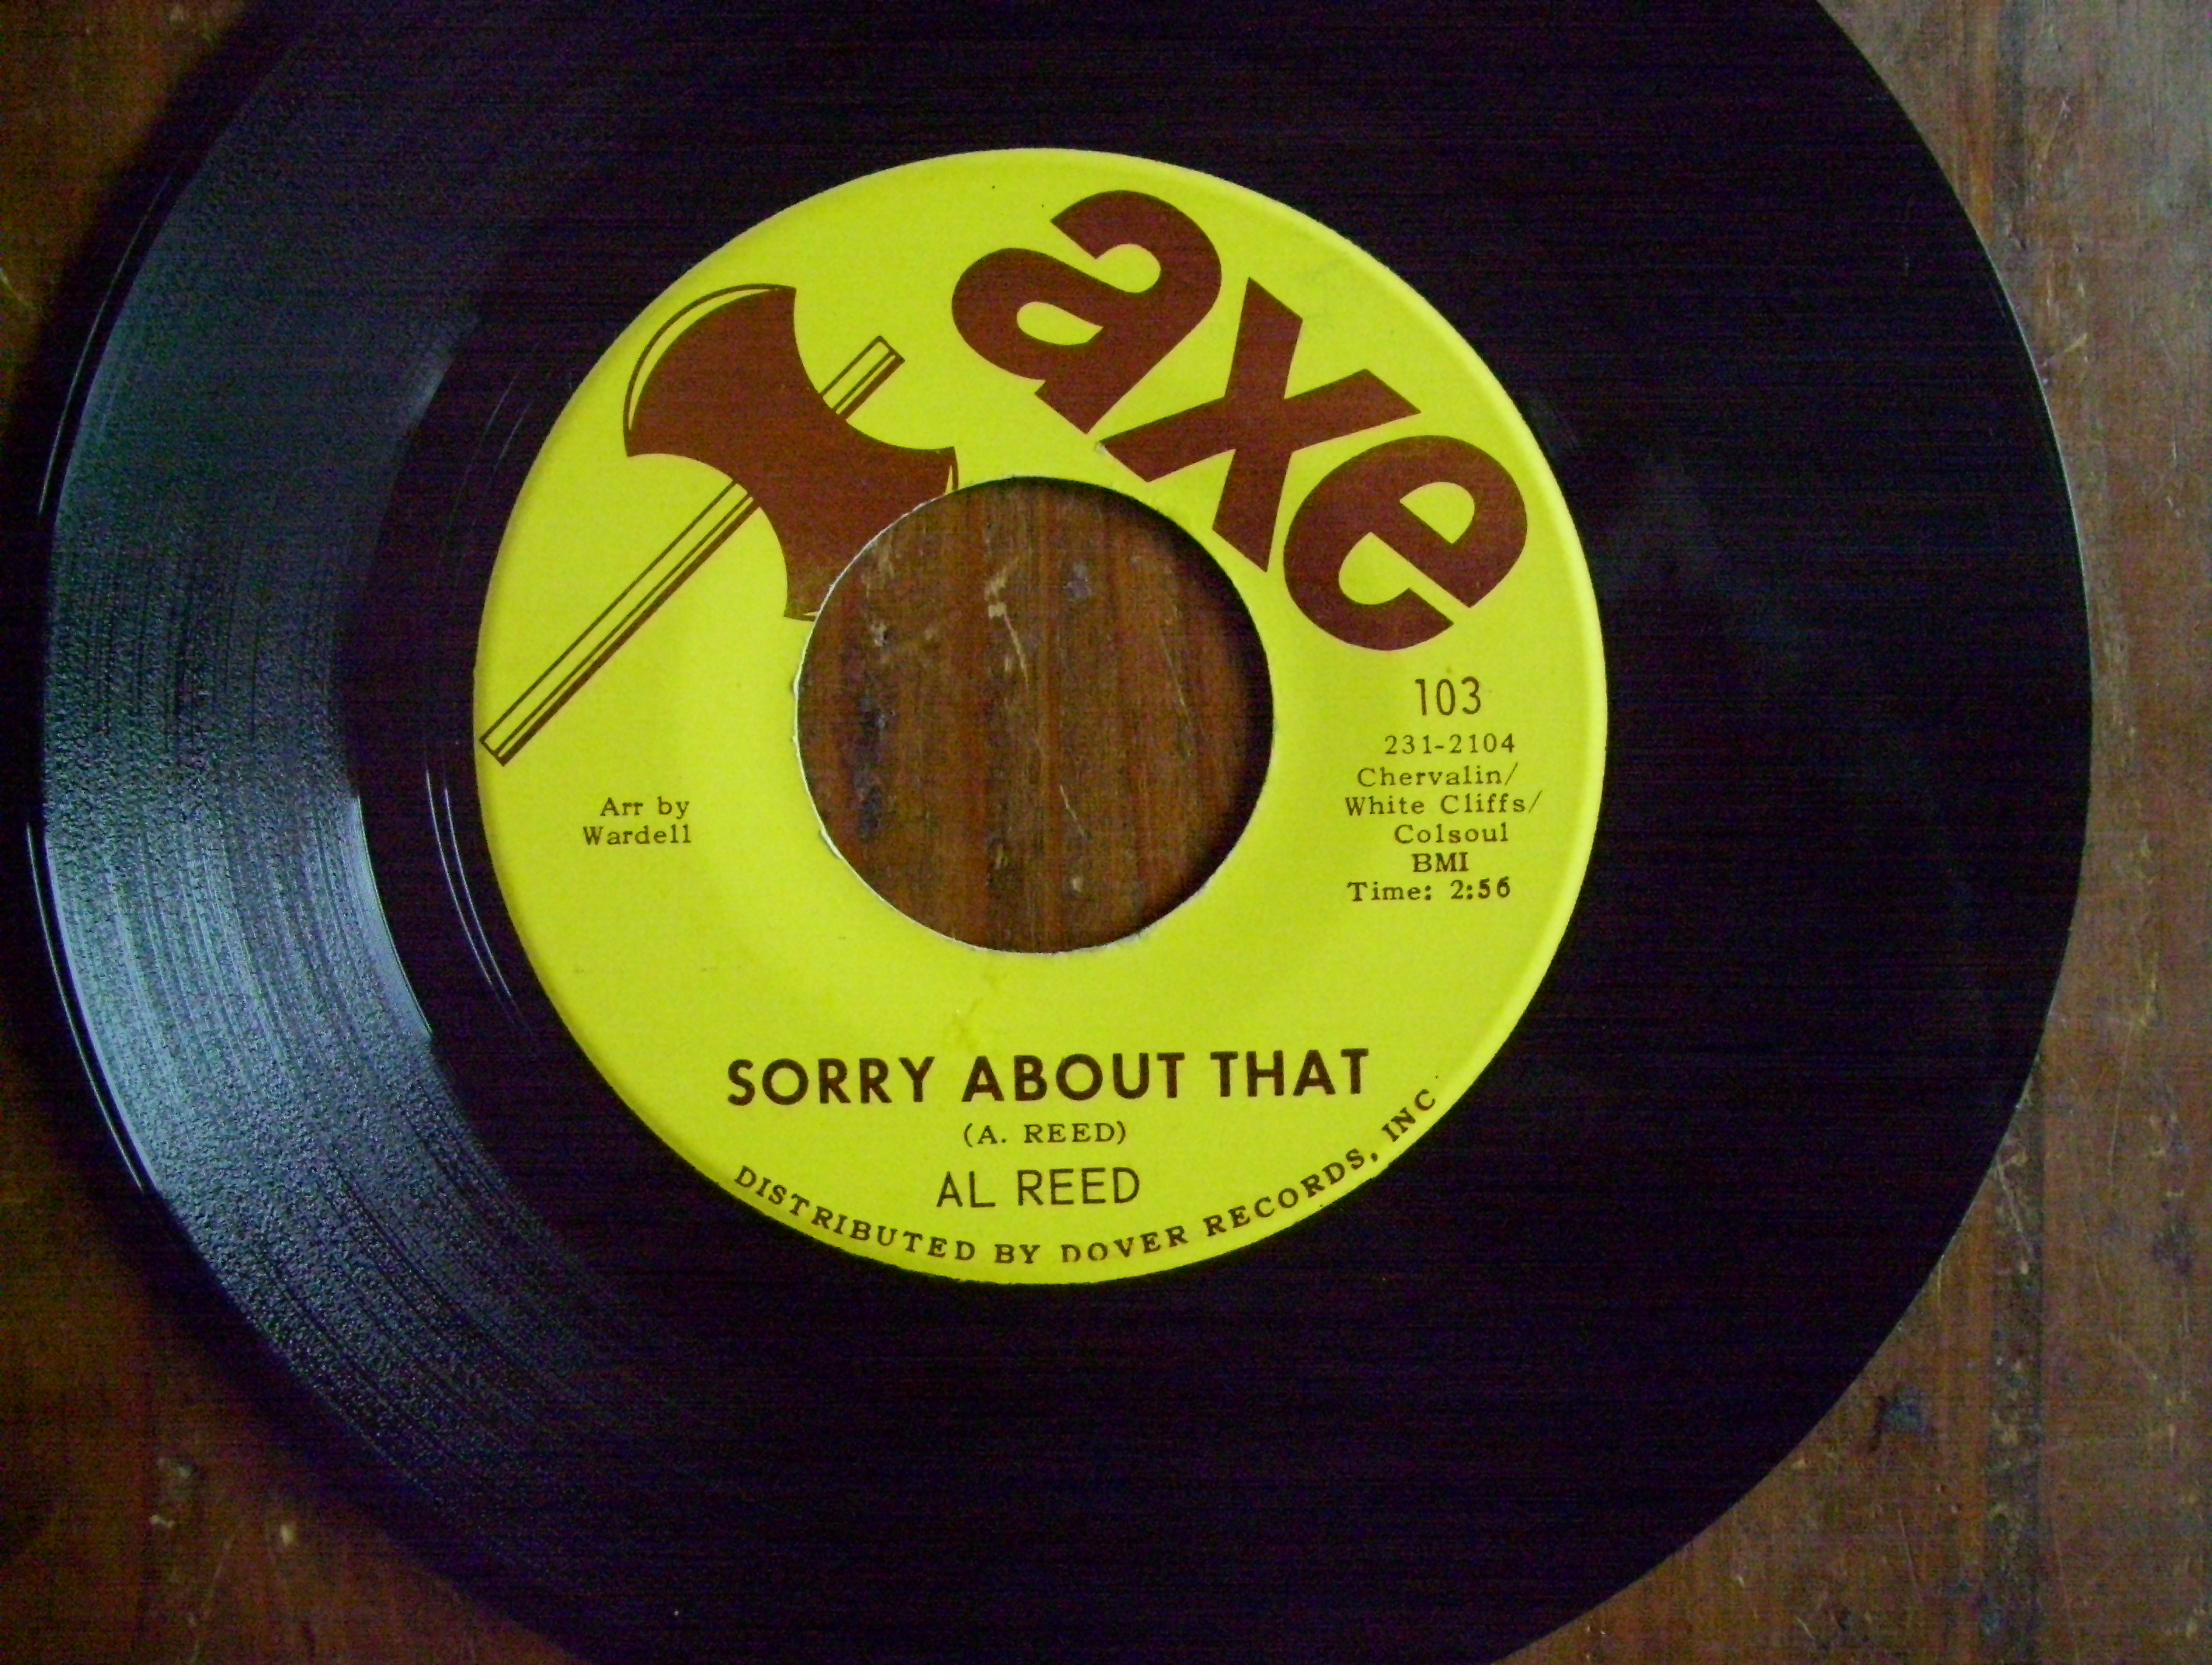 axe
103
231-2104
Chervalin/
White Cliffs/
Colsoul
BMI
Time: 2:56
Arr by
Wardell
SORRY ABOUT THAT
(A. REED)
AL REED
DISTRIBUTED BY DOVER RECORDS, INC